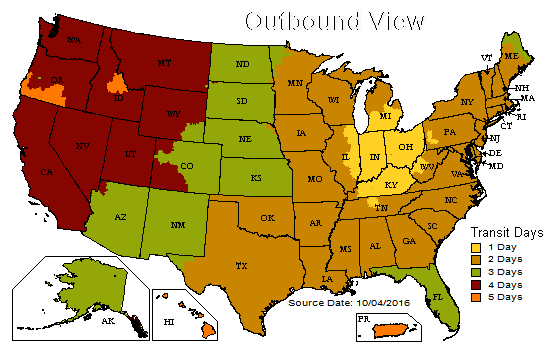 Outbound View
WA
MT
ND
MN
ME
VT
OR
ID
SD
WI
MI
NY
NH
MA
RI
CT
WY
NE
IA
IL
IN
OH
PA
NJ
DE
MD
NV
UT
CO
KS
MO
KY
WV
VA
CA
AZ
NM
OK
AR
TN
NC
SC
TX
LA
MS
AL
GA
FL
AK
HI
PR
Transit Days
1 Day
2 Days
3 Days
4 Days
5 Days
Source Date: 10/04/2016